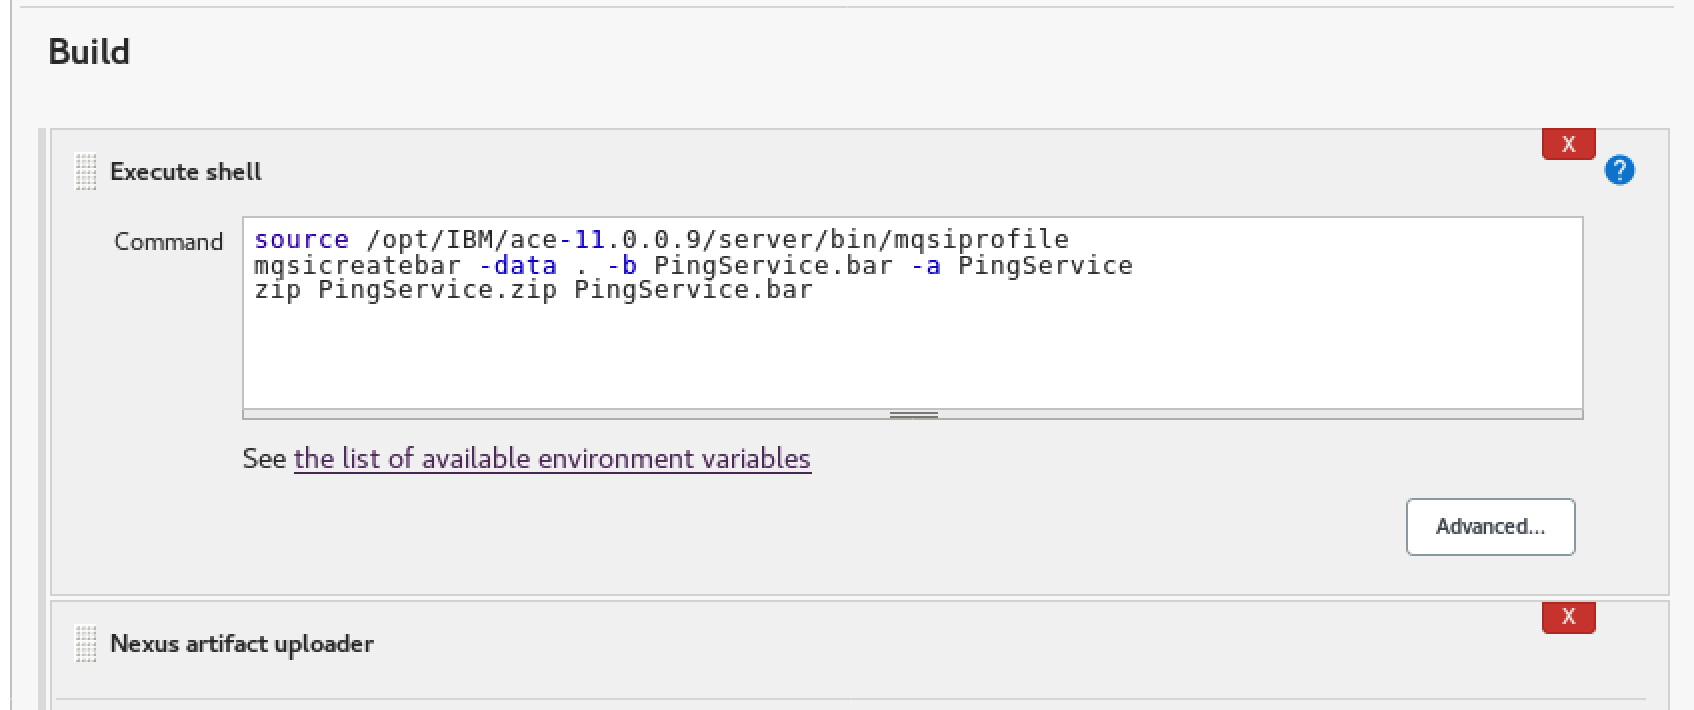 Build
X
Execute shell
?
Command
source /opt/IBM/ace-11.0.0.9/server/bin/mqsiprofile
mqsicreatebar -data . -b PingService.bar -a PingService
zip PingService.zip PingService.bar
See the list of available environment variables
Advanced...
X
Nexus artifact uploader